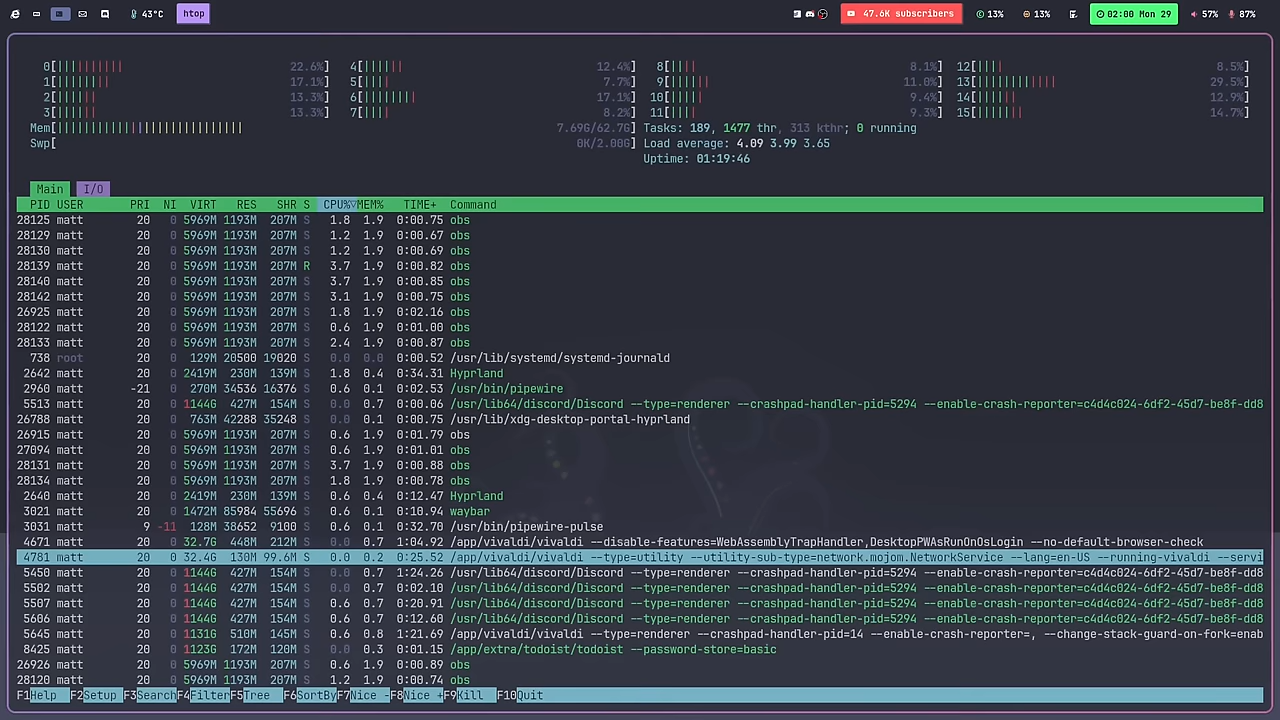 43°C htop 47.6K subscribers 13% 13% 02:00 Mon 29 57% 87%
0[||||||||||| 22.6%] 4[|||||| 12.4%] 8[|||| 8.1%] 12[|||| 8.5%]
1[||||||||| 17.1%] 5[|||| 7.7%] 9[|||||| 11.0%] 13[|||||||||||||| 29.5%]
2[||||||| 13.3%] 6[|||||||| 17.1%] 10[||||| 9.4%] 14[||||||| 12.9%]
3[||||||| 13.3%] 7[|||| 8.2%] 11[|||| 9.3%] 15[|||||||| 14.7%]
Mem[|||||||||||||||||||||||||||||| 7.69G/62.7G] Tasks: 189, 1477 thr, 313 kthr; 0 running
Swp[ 0K/2.00G] Load average: 4.09 3.99 3.65
Uptime: 01:19:46
Main I/O
PID USER PRI NI VIRT RES SHR S CPU%▽MEM% TIME+ Command
28125 matt 20 0 5969M 1193M 207M S 1.8 1.9 0:00.75 obs
28129 matt 20 0 5969M 1193M 207M S 1.2 1.9 0:00.67 obs
28130 matt 20 0 5969M 1193M 207M S 1.2 1.9 0:00.69 obs
28139 matt 20 0 5969M 1193M 207M R 3.7 1.9 0:00.82 obs
28140 matt 20 0 5969M 1193M 207M S 3.7 1.9 0:00.85 obs
28142 matt 20 0 5969M 1193M 207M S 3.1 1.9 0:00.75 obs
26925 matt 20 0 5969M 1193M 207M S 1.8 1.9 0:02.16 obs
28122 matt 20 0 5969M 1193M 207M S 0.6 1.9 0:01.00 obs
28133 matt 20 0 5969M 1193M 207M S 2.4 1.9 0:00.87 obs
738 root 20 0 129M 20500 19020 S 0.0 0.0 0:00.52 /usr/lib/systemd/systemd-journald
2642 matt 20 0 2419M 230M 139M S 1.8 0.4 0:34.31 Hyprland
2960 matt -21 0 270M 34536 16376 S 0.6 0.1 0:02.53 /usr/bin/pipewire
5513 matt 20 0 1144G 427M 154M S 0.0 0.7 0:00.06 /usr/lib64/discord/Discord --type=renderer --crashpad-handler-pid=5294 --enable-crash-reporter=c4d4c024-6df2-45d7-be8f-dd8
26788 matt 20 0 763M 42288 35248 S 0.0 0.1 0:00.75 /usr/lib/xdg-desktop-portal-hyprland
26915 matt 20 0 5969M 1193M 207M S 0.6 1.9 0:01.79 obs
27094 matt 20 0 5969M 1193M 207M S 0.6 1.9 0:01.01 obs
28131 matt 20 0 5969M 1193M 207M S 3.7 1.9 0:00.88 obs
28134 matt 20 0 5969M 1193M 207M S 1.8 1.9 0:00.78 obs
2640 matt 20 0 2419M 230M 139M S 0.6 0.4 0:12.47 Hyprland
3021 matt 20 0 1472M 85984 55696 S 0.6 0.1 0:10.94 waybar
3031 matt 9 -11 128M 38652 9100 S 0.6 0.1 0:32.70 /usr/bin/pipewire-pulse
4671 matt 20 0 32.7G 448M 212M S 0.0 0.7 1:04.92 /app/vivaldi/vivaldi --disable-features=WebAssemblyTrapHandler,DesktopPWAsRunOnOsLogin --no-default-browser-check
4781 matt 20 0 32.4G 130M 99.6M S 0.0 0.2 0:25.52 /app/vivaldi/vivaldi --type=utility --utility-sub-type=network.mojom.NetworkService --lang=en-US --running-vivaldi --servi
5450 matt 20 0 1144G 427M 154M S 0.0 0.7 1:24.26 /usr/lib64/discord/Discord --type=renderer --crashpad-handler-pid=5294 --enable-crash-reporter=c4d4c024-6df2-45d7-be8f-dd8
5502 matt 20 0 1144G 427M 154M S 0.0 0.7 0:02.10 /usr/lib64/discord/Discord --type=renderer --crashpad-handler-pid=5294 --enable-crash-reporter=c4d4c024-6df2-45d7-be8f-dd8
5507 matt 20 0 1144G 427M 154M S 0.6 0.7 0:20.91 /usr/lib64/discord/Discord --type=renderer --crashpad-handler-pid=5294 --enable-crash-reporter=c4d4c024-6df2-45d7-be8f-dd8
5606 matt 20 0 1144G 427M 154M S 0.6 0.7 0:12.60 /usr/lib64/discord/Discord --type=renderer --crashpad-handler-pid=5294 --enable-crash-reporter=c4d4c024-6df2-45d7-be8f-dd8
5645 matt 20 0 1131G 510M 145M S 0.6 0.8 1:21.69 /app/vivaldi/vivaldi --type=renderer --crashpad-handler-pid=14 --enable-crash-reporter=, --change-stack-guard-on-fork=enab
8425 matt 20 0 1123G 172M 120M S 0.0 0.3 0:01.15 /app/extra/todoist/todoist --password-store=basic
26926 matt 20 0 5969M 1193M 207M S 0.6 1.9 0:00.89 obs
28120 matt 20 0 5969M 1193M 207M S 1.2 1.9 0:00.74 obs
F1Help F2Setup F3SearchF4FilterF5Tree F6SortByF7Nice -F8Nice +F9Kill F10Quit